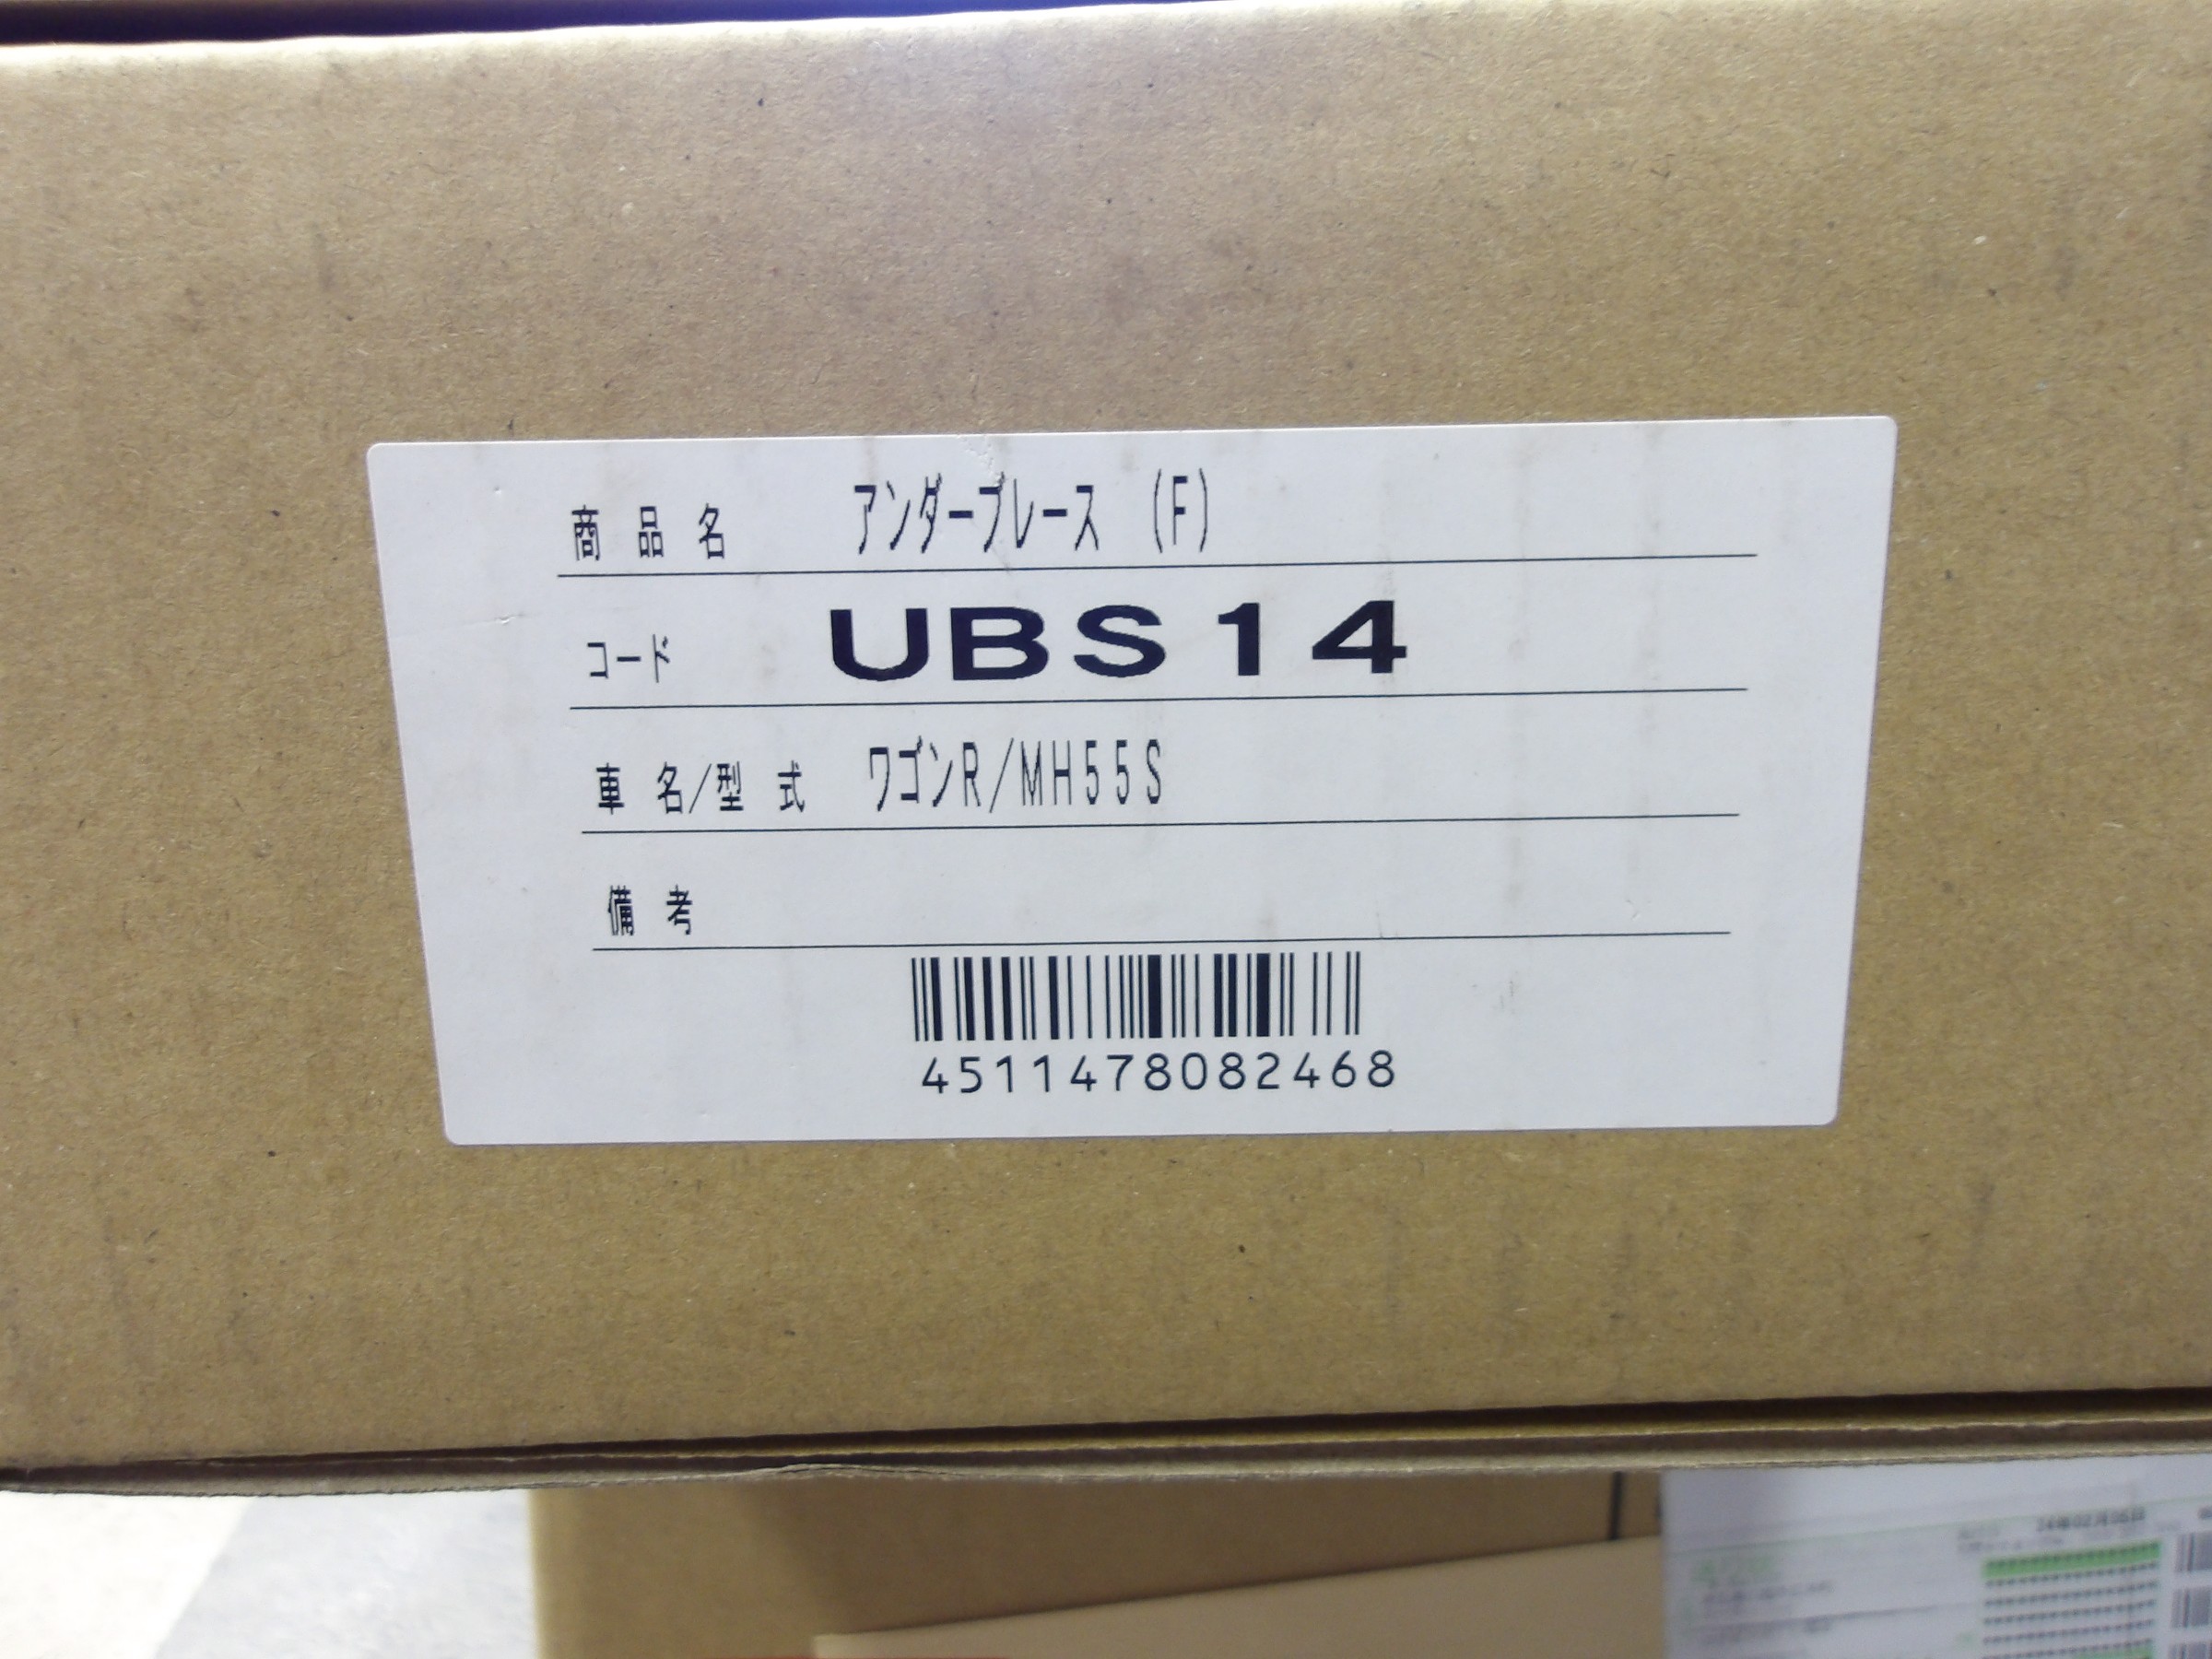 商品名 アンダーブレース (F)
コード UBS14
車名/型式 ワゴンR/MH55S
備考
4511478082468